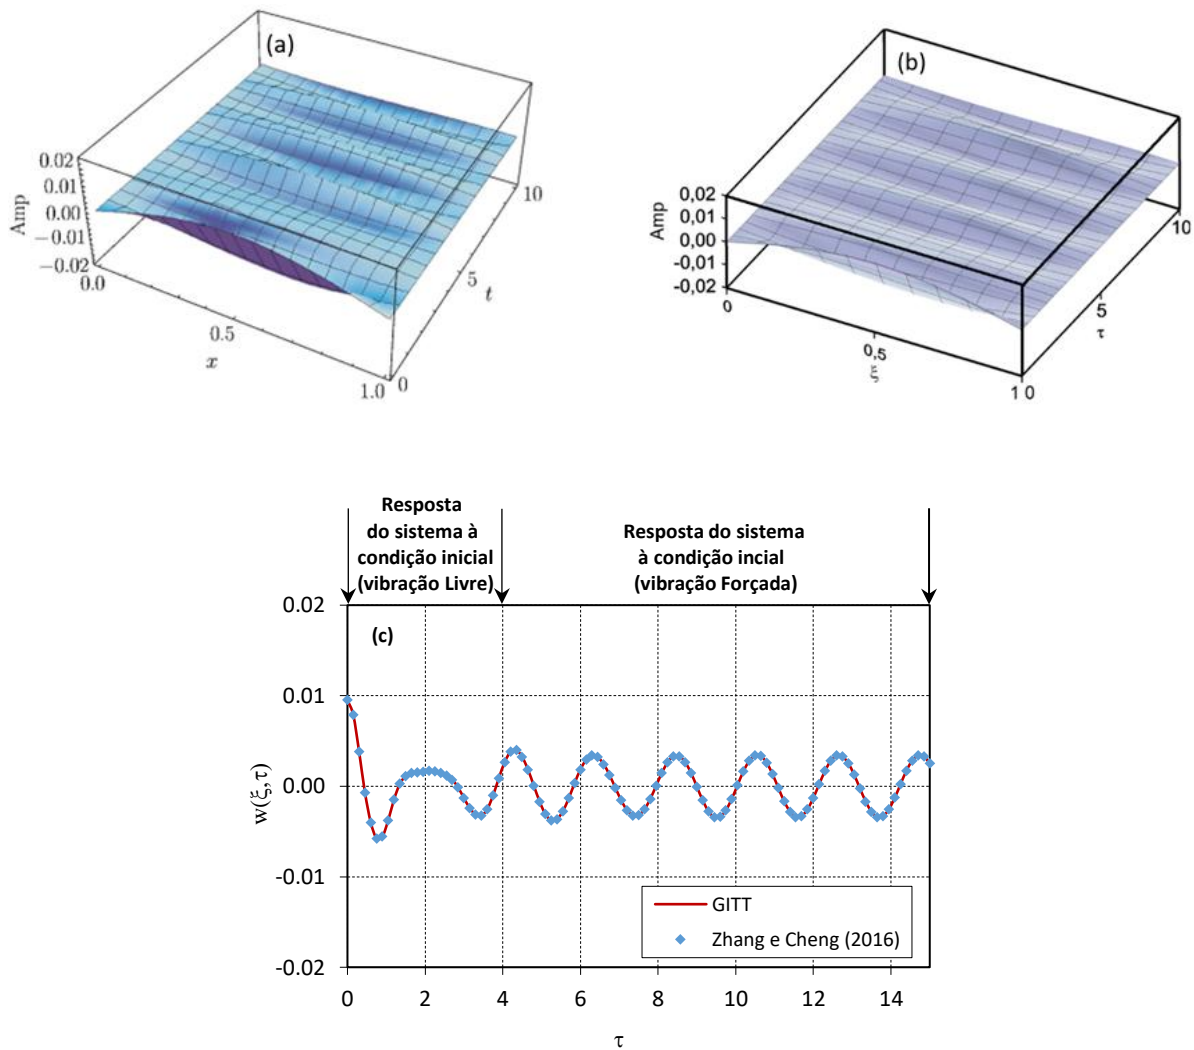 (a)
0.02
0.01
0.00
−0.01
−0.02
Amp
0.0
0.5
1.0
x
0
5
10
t
(b)
0,02
0,01
0,00
-0,01
-0,02
Amp
0
0,5
1 0
ξ
5
10
τ
Resposta
do sistema à
condição inicial
(vibração Livre)
Resposta do sistema
à condição incial
(vibração Forçada)
(c)
0.02
0.01
0.00
-0.01
-0.02
w(ξ,τ)
GITT
Zhang e Cheng (2016)
0 2 4 6 8 10 12 14
τ